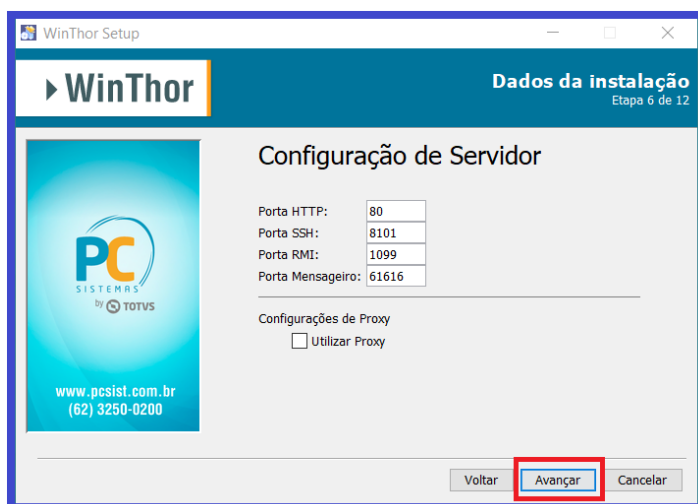 WinThor Setup
WinThor
Dados da instalação
Etapa 6 de 12
PC
SISTEMAS
by TOTVS
www.pcsist.com.br
(62) 3250-0200
Configuração de Servidor
Porta HTTP: 80
Porta SSH: 8101
Porta RMI: 1099
Porta Mensageiro: 61616
Configurações de Proxy
Utilizar Proxy
Voltar Avançar Cancelar